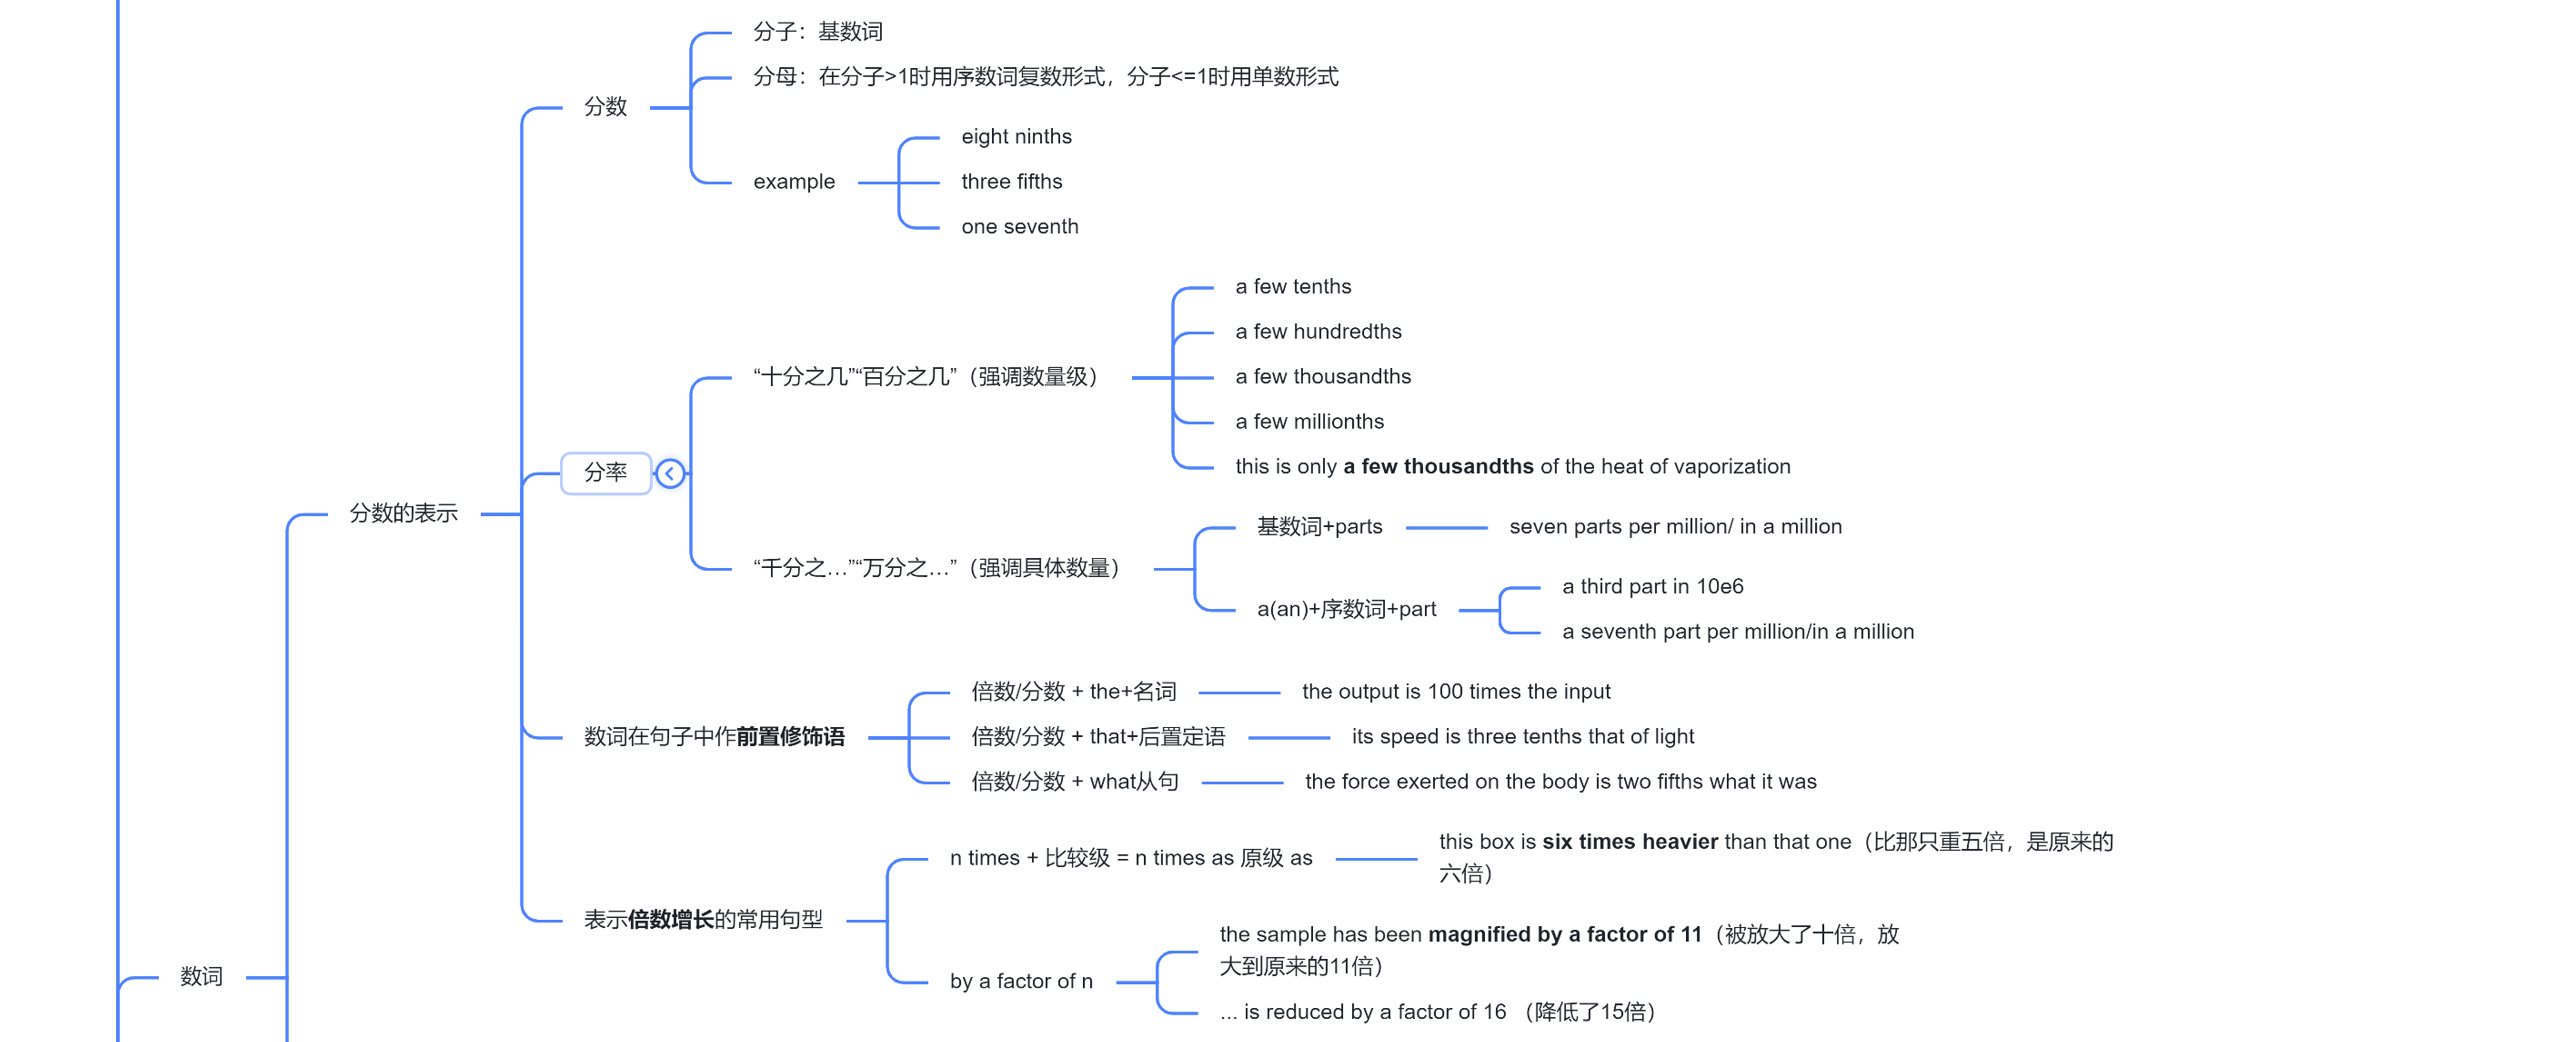 分子：基数词
分母：在分子>1时用序数词复数形式，分子<=1时用单数形式
分数
eight ninths
example
three fifths
one seventh
a few tenths
a few hundredths
“十分之几”“百分之几”（强调数量级）
a few thousandths
a few millionths
this is only a few thousandths of the heat of vaporization
分率
分数的表示
基数词+parts
seven parts per million/ in a million
“千分之...”“万分之...”（强调具体数量）
a third part in 10e6
a(an)+序数词+part
a seventh part per million/in a million
倍数/分数 + the+名词
the output is 100 times the input
数词在句子中作前置修饰语
倍数/分数 + that+后置定语
its speed is three tenths that of light
倍数/分数 + what从句
the force exerted on the body is two fifths what it was
n times + 比较级 = n times as 原级 as
this box is six times heavier than that one（比那只重五倍，是原来的
六倍）
表示倍数增长的常用句型
the sample has been magnified by a factor of 11（被放大了十倍，放
大到原来的11倍）
数词
by a factor of n
... is reduced by a factor of 16 （降低了15倍）